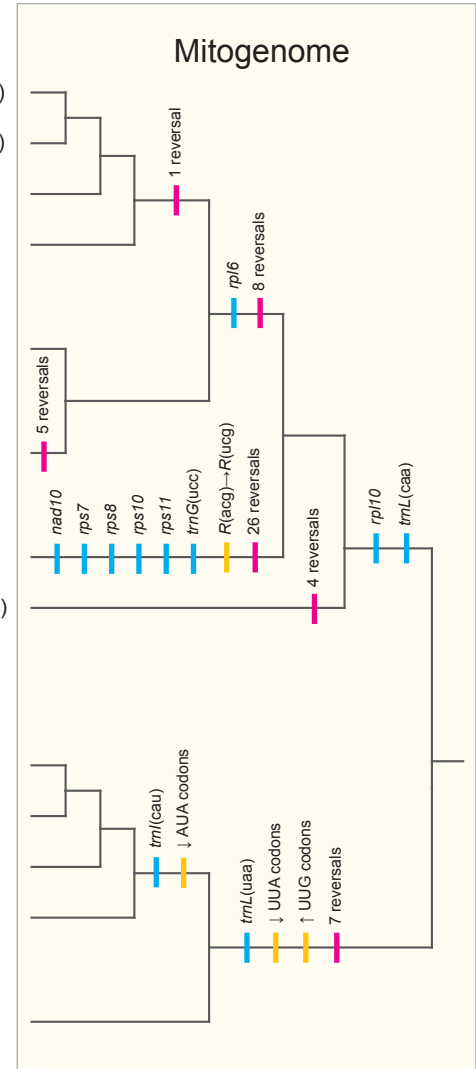 Mitogenome
)
)
1 reversal
rpl6
8 reversals
5 reversals
nad10
rps7
rps8
rps10
rps11
trnG(ucc)
R(acg)→R(ucg)
26 reversals
4 reversals
)
rpl10
trnL(caa)
trnI(cau)
↓ AUA codons
trnL(uaa)
↓ UUA codons
↑ UUG codons
7 reversals